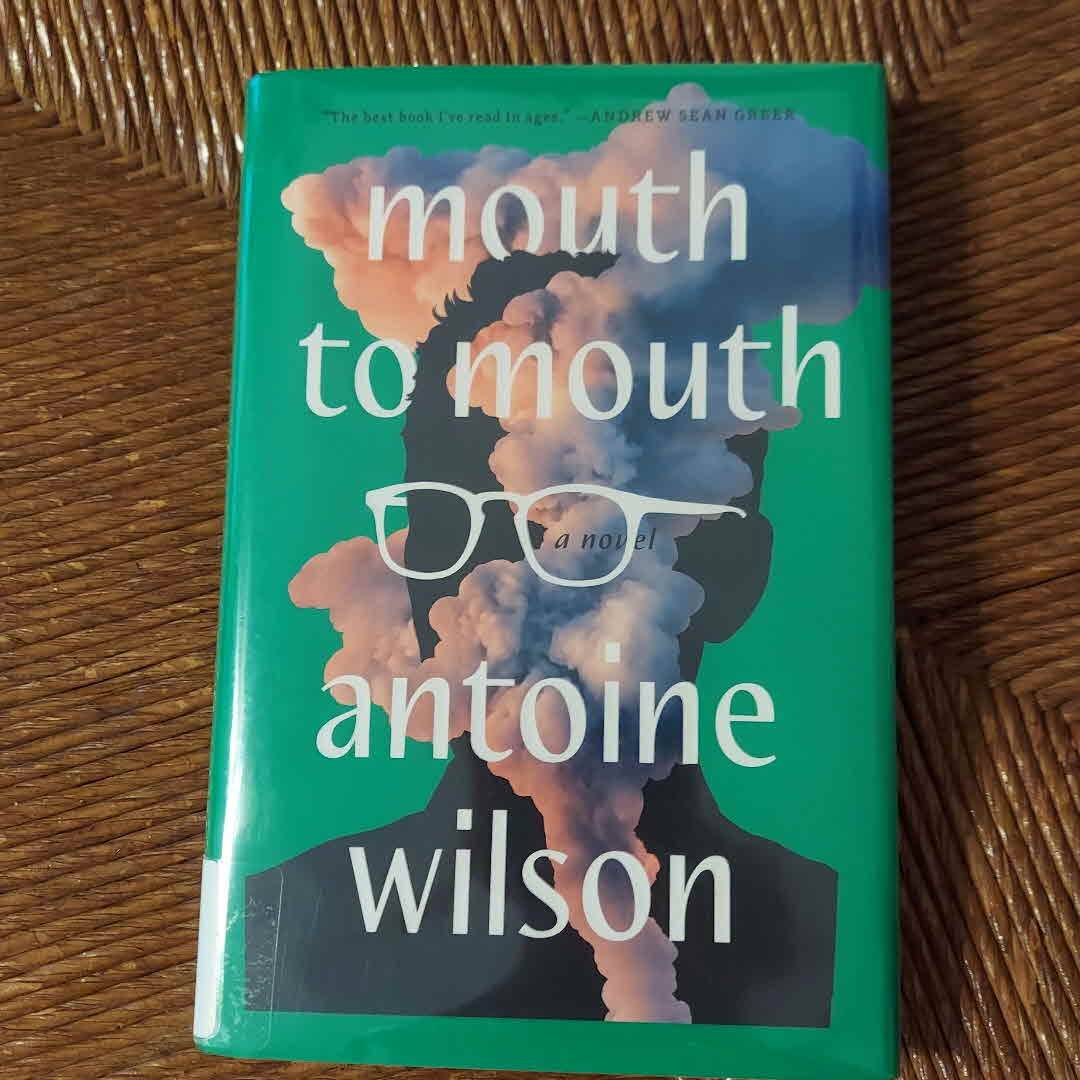 "The best book I've read in ages." —ANDREW SEAN GREER
mouth
to mouth
a novel
antoine
wilson